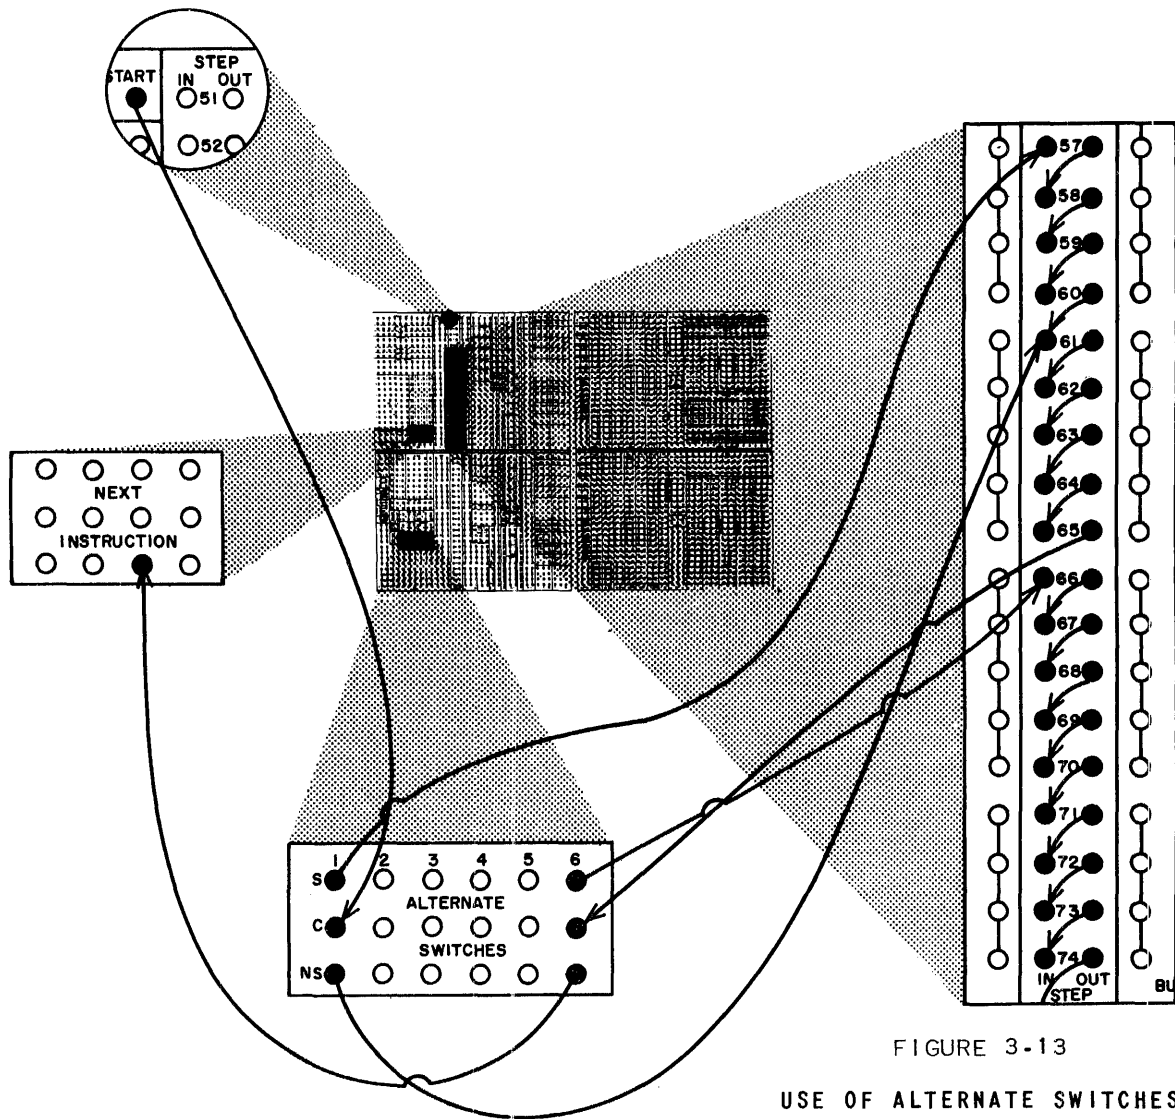 START
STEP
IN OUT
51
52
57
58
59
60
61
62
63
64
65
66
67
68
69
70
71
72
73
74
IN OUT
STEP
BU
NEXT
INSTRUCTION
1 2 3 4 5 6
S
ALTERNATE
C
SWITCHES
NS
FIGURE 3-13
USE OF ALTERNATE SWITCHES